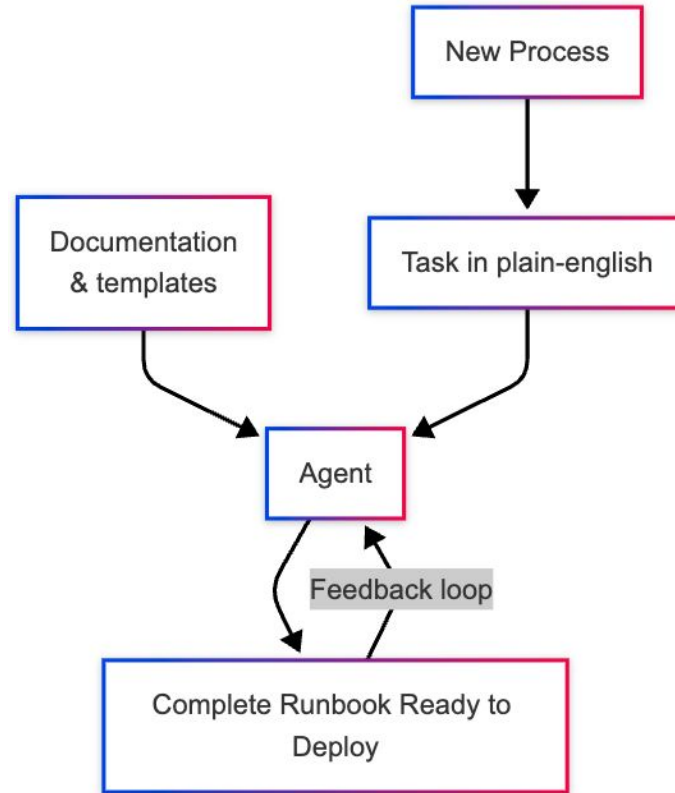 New Process
Documentation
& templates
Task in plain-english
Agent
Feedback loop
Complete Runbook Ready to
Deploy